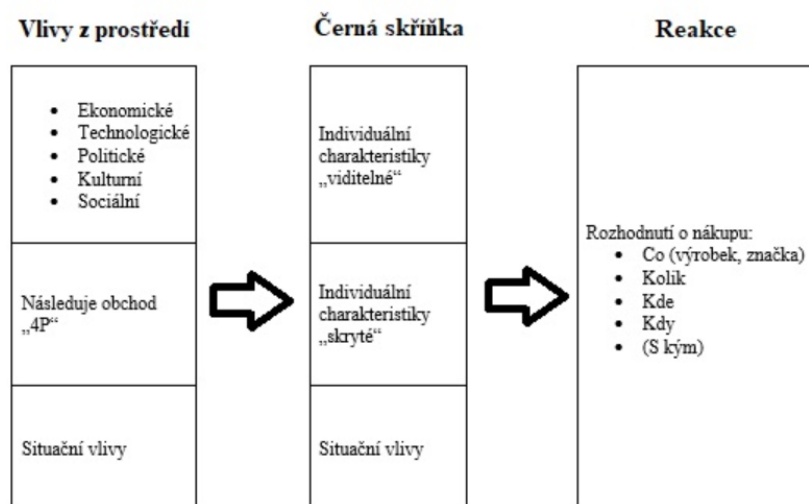 Vlivy z prostředí
Černá skříňka
Reakce
• Ekonomické
• Technologické
• Politické
• Kulturní
• Sociální
Následuje obchod
„4P“
Situační vlivy
Individuální
charakteristiky
„viditelné“
Individuální
charakteristiky
„skryté“
Situační vlivy
Rozhodnutí o nákupu:
• Co (výrobek, značka)
• Kolik
• Kde
• Kdy
• (S kým)